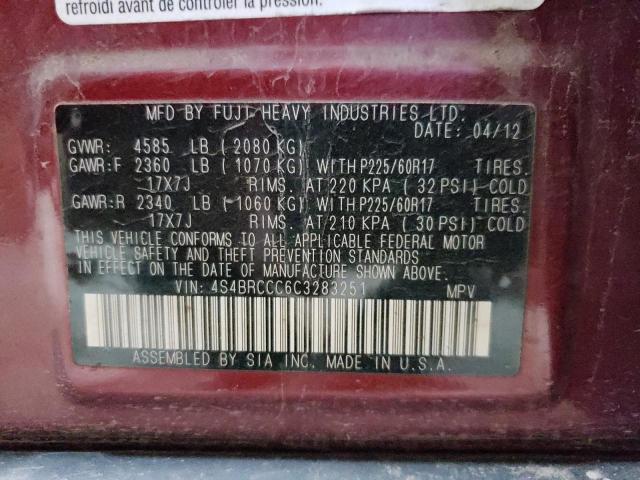 refroidi avant de contrôler la pression.
MFD BY FUJI HEAVY INDUSTRIES LTD.
DATE: 04/12
GVWR: 4585 LB (2080 KG)
GAWR:F 2360 LB (1070 KG) WITH P225/60R17 TIRES.
17X7J RIMS. AT 220 KPA (32 PSI) COLD
GAWR:R 2340 LB (1060 KG) WITH P225/60R17 TIRES.
17X7J RIMS. AT 210 KPA (30 PSI) COLD
THIS VEHICLE CONFORMS TO ALL APPLICABLE FEDERAL MOTOR
VEHICLE SAFETY AND THEFT PREVENTION STANDARDS
IN EFFECT ON THE DATE OF MANUFACTURE SHOWN ABOVE.
VIN: 4S4BRCCC6C3283251 MPV
ASSEMBLED BY SIA INC. MADE IN U.S.A.